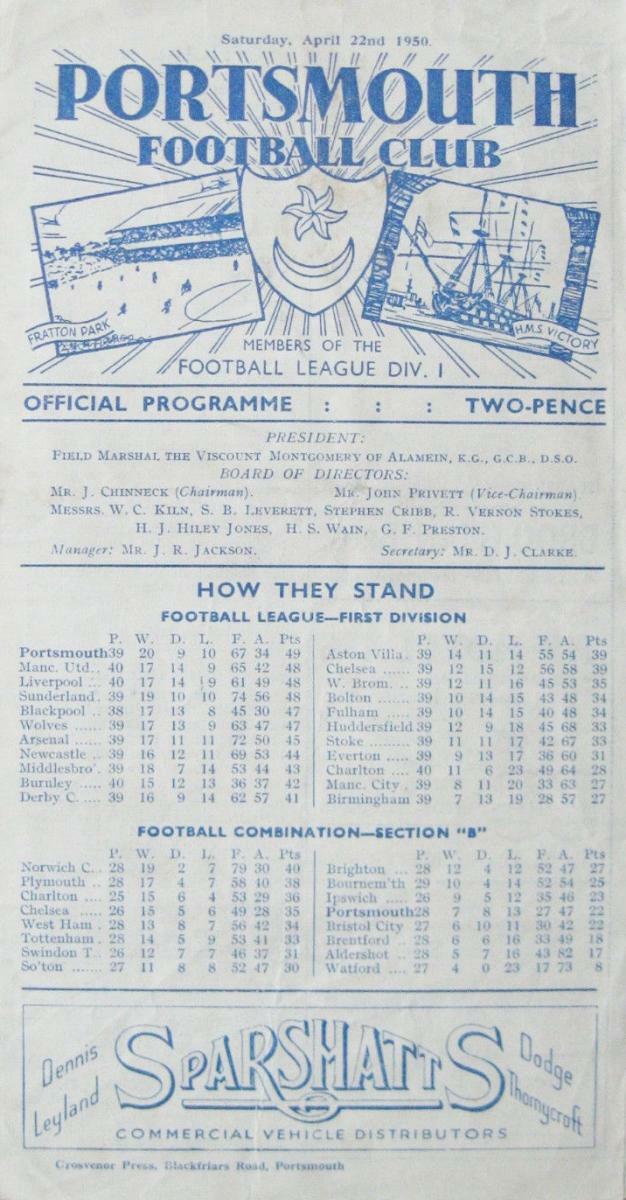 Saturday, April 22nd 1950.
PORTSMOUTH
FOOTBALL CLUB
FRATTON PARK
H.M.S. VICTORY
MEMBERS OF THE
FOOTBALL LEAGUE DIV. 1
OFFICIAL PROGRAMME : : : TWO-PENCE
PRESIDENT:
FIELD MARSHAL THE VISCOUNT MONTGOMERY OF ALAMEIN, K.G., G.C.B., D.S.O.
BOARD OF DIRECTORS:
MR. J. CHINNECK (Chairman). MR. JOHN PRIVETT (Vice-Chairman)
MESSRS. W. C. KILN, S. B. LEVERETT, STEPHEN CRIBB, R. VERNON STOKES,
H. J. HILEY JONES, H. S. WAIN, G. F. PRESTON.
Manager: MR. J. R. JACKSON. Secretary: MR. D. J. CLARKE.
HOW THEY STAND
FOOTBALL LEAGUE—FIRST DIVISION
P. W. D. L. F. A. Pts
Portsmouth 39 20 9 10 67 34 49
Manc. Utd.. 40 17 14 9 65 42 48
Liverpool .. 40 17 14 9 61 49 48
Sunderland. 39 19 10 10 74 56 48
Blackpool .. 38 17 13 8 45 30 47
Wolves ...... 39 17 13 9 63 47 47
Arsenal ...... 39 17 11 11 72 50 45
Newcastle .. 39 16 12 11 69 53 44
Middlesbro'. 39 18 7 14 53 44 43
Burnley ..... 40 15 12 13 36 37 42
Derby C. .... 39 16 9 14 62 57 41
P. W. D. L. F. A. Pts
Aston Villa. 39 14 11 14 55 54 39
Chelsea ...... 39 12 15 12 56 58 39
W. Brom. .. 39 12 11 16 45 53 35
Bolton ....... 39 10 14 15 43 48 34
Fulham ...... 39 10 14 15 40 48 34
Huddersfield 39 12 9 18 45 68 33
Stoke ......... 39 11 11 17 42 67 33
Everton ..... 39 9 13 17 36 60 31
Charlton .... 40 11 6 23 49 64 28
Manc. City . 39 8 11 20 33 63 27
Birmingham 39 7 13 19 28 57 27
FOOTBALL COMBINATION—SECTION "B"
P. W. D. L. F. A. Pts
Norwich C.. 28 19 2 7 79 30 40
Plymouth .. 28 17 4 7 58 40 38
Charlton .... 25 15 6 4 53 29 36
Chelsea ..... 26 15 5 6 49 28 35
West Ham . 28 13 8 7 56 42 34
Tottenham . 28 14 5 9 53 41 33
Swindon T.. 26 12 7 7 46 37 31
So'ton ....... 27 11 8 8 52 47 30
P. W. D. L. F. A. Pts
Brighton ... 28 12 4 12 52 47 27
Bournem'th 29 10 4 14 52 54 25
Ipswich ..... 26 9 5 12 35 46 23
Portsmouth 28 7 8 13 27 47 22
Bristol City 27 6 10 11 30 42 22
Brentford .. 28 6 6 16 33 49 18
Aldershot .. 28 5 7 16 43 82 17
Watford .... 27 4 0 23 17 73 8
Dennis
Leyland
SPARSHATTS
Dodge
Thornycroft
COMMERCIAL VEHICLE DISTRIBUTORS
Grosvenor Press, Blackfriars Road, Portsmouth